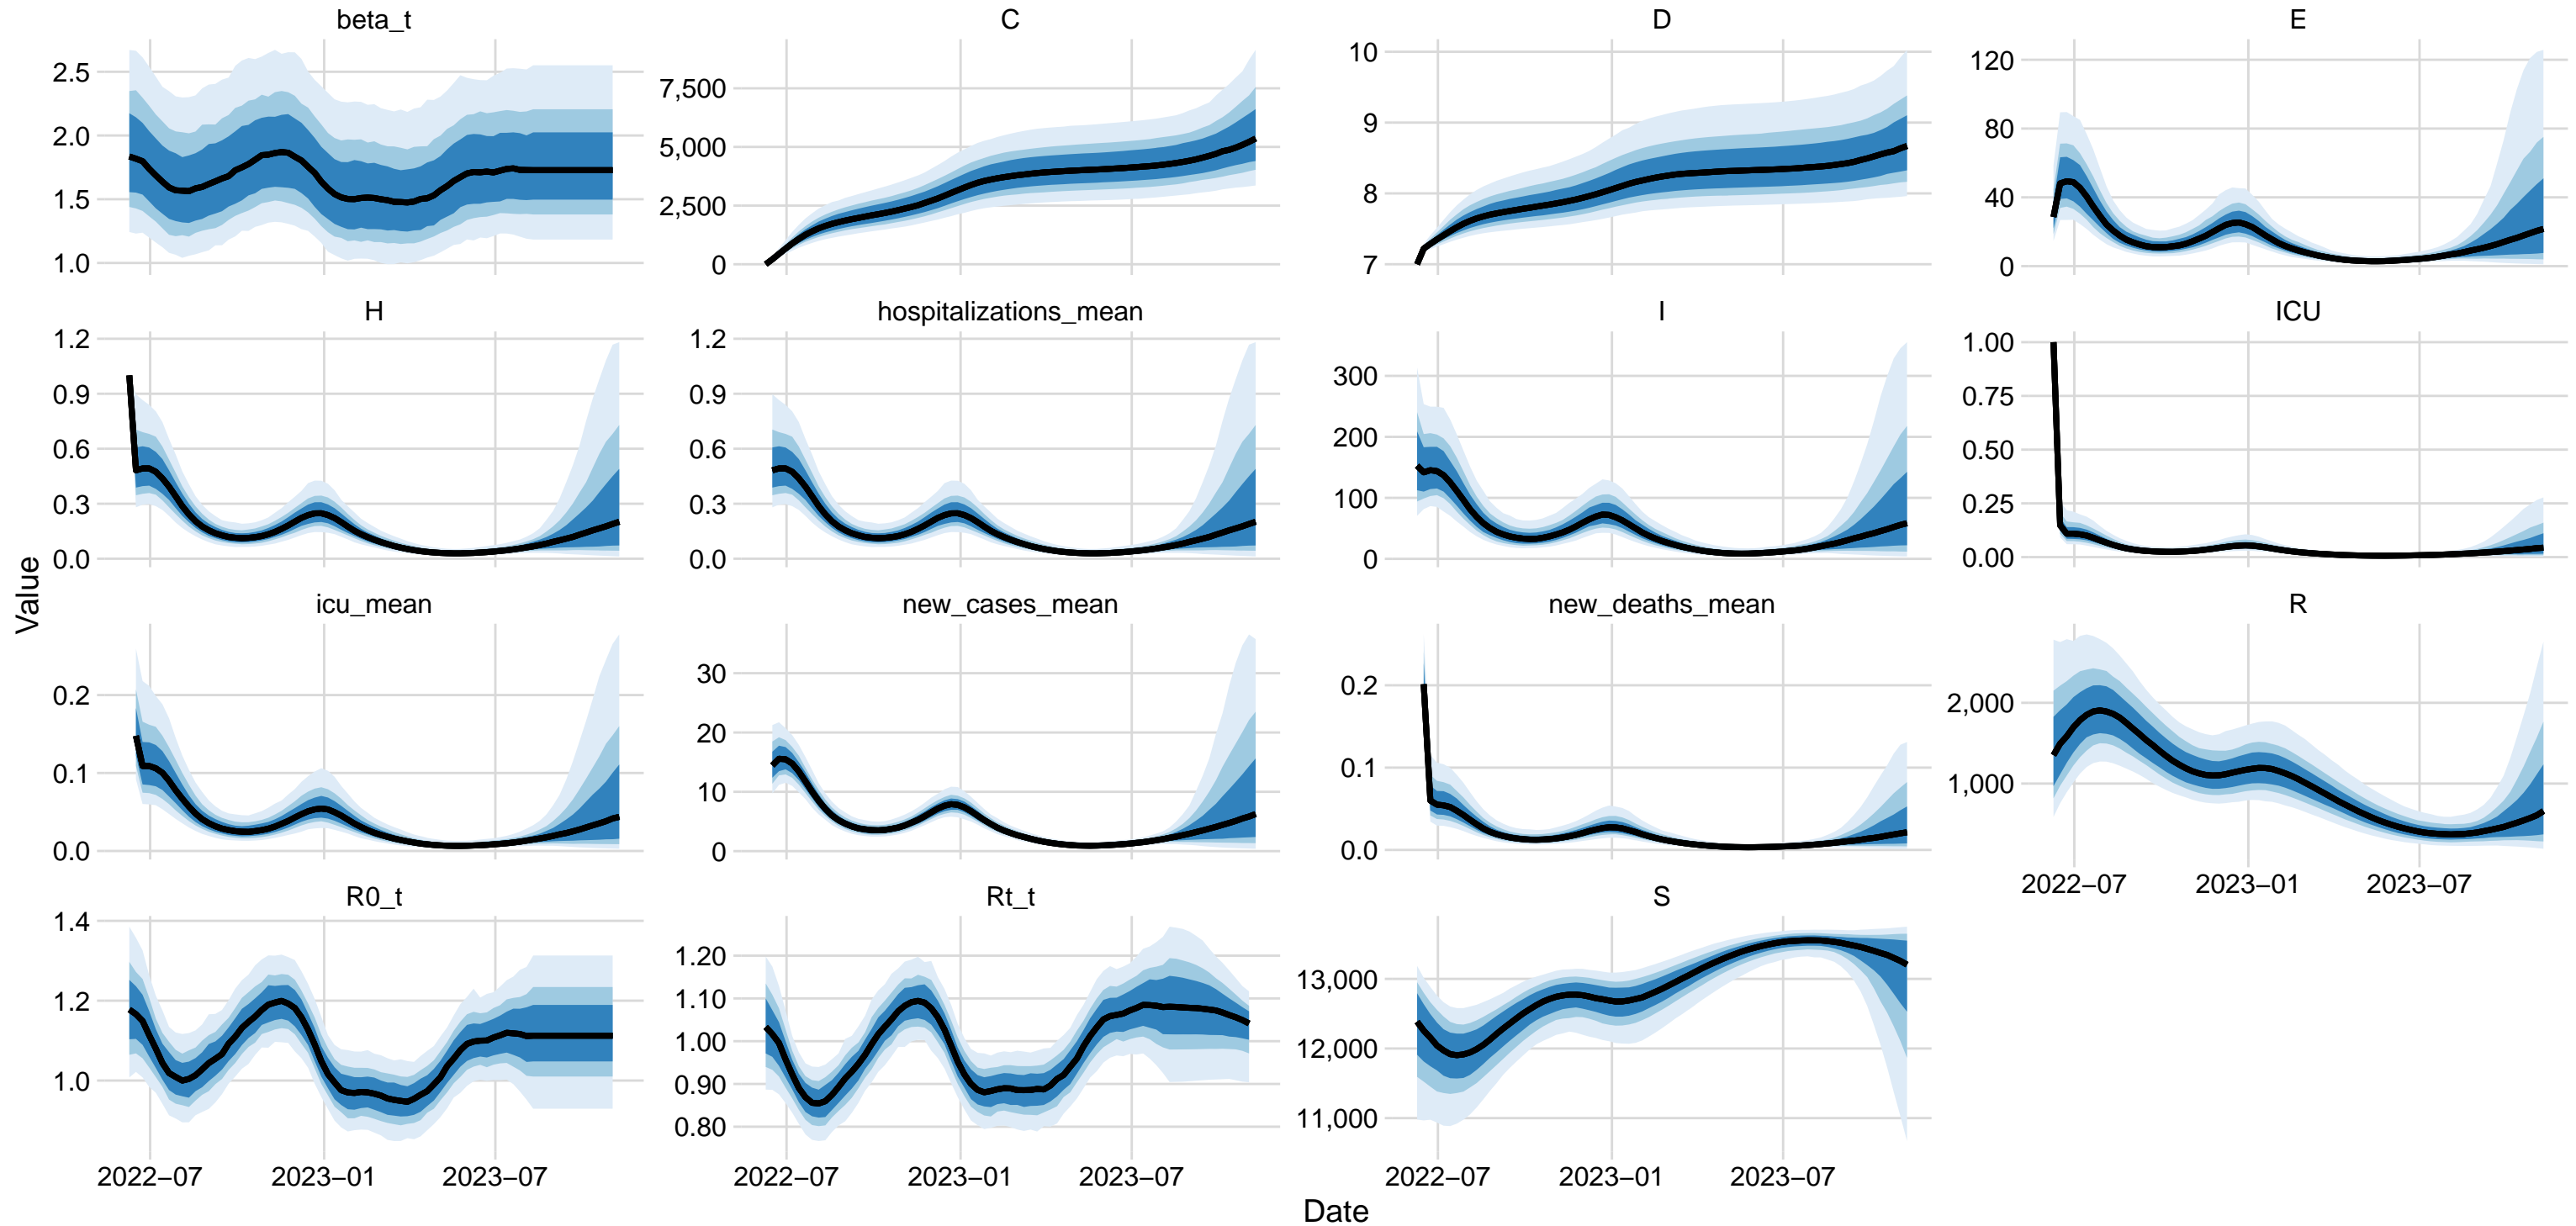 beta_t
C
D
E
2.5
2.0
1.5
1.0
7,500
5,000
2,500
0
10
9
8
7
120
80
40
0
H
hospitalizations_mean
I
ICU
1.2
0.9
0.6
0.3
0.0
1.2
0.9
0.6
0.3
0.0
300
200
100
0
1.00
0.75
0.50
0.25
0.00
Value
icu_mean
new_cases_mean
new_deaths_mean
R
0.2
0.1
0.0
30
20
10
0
0.2
0.1
0.0
2,000
1,000
2022−07 2023−01 2023−07
R0_t
Rt_t
S
1.4
1.2
1.0
1.20
1.10
1.00
0.90
0.80
13,000
12,000
11,000
2022−07 2023−01 2023−07
2022−07 2023−01 2023−07
2022−07 2023−01 2023−07
Date